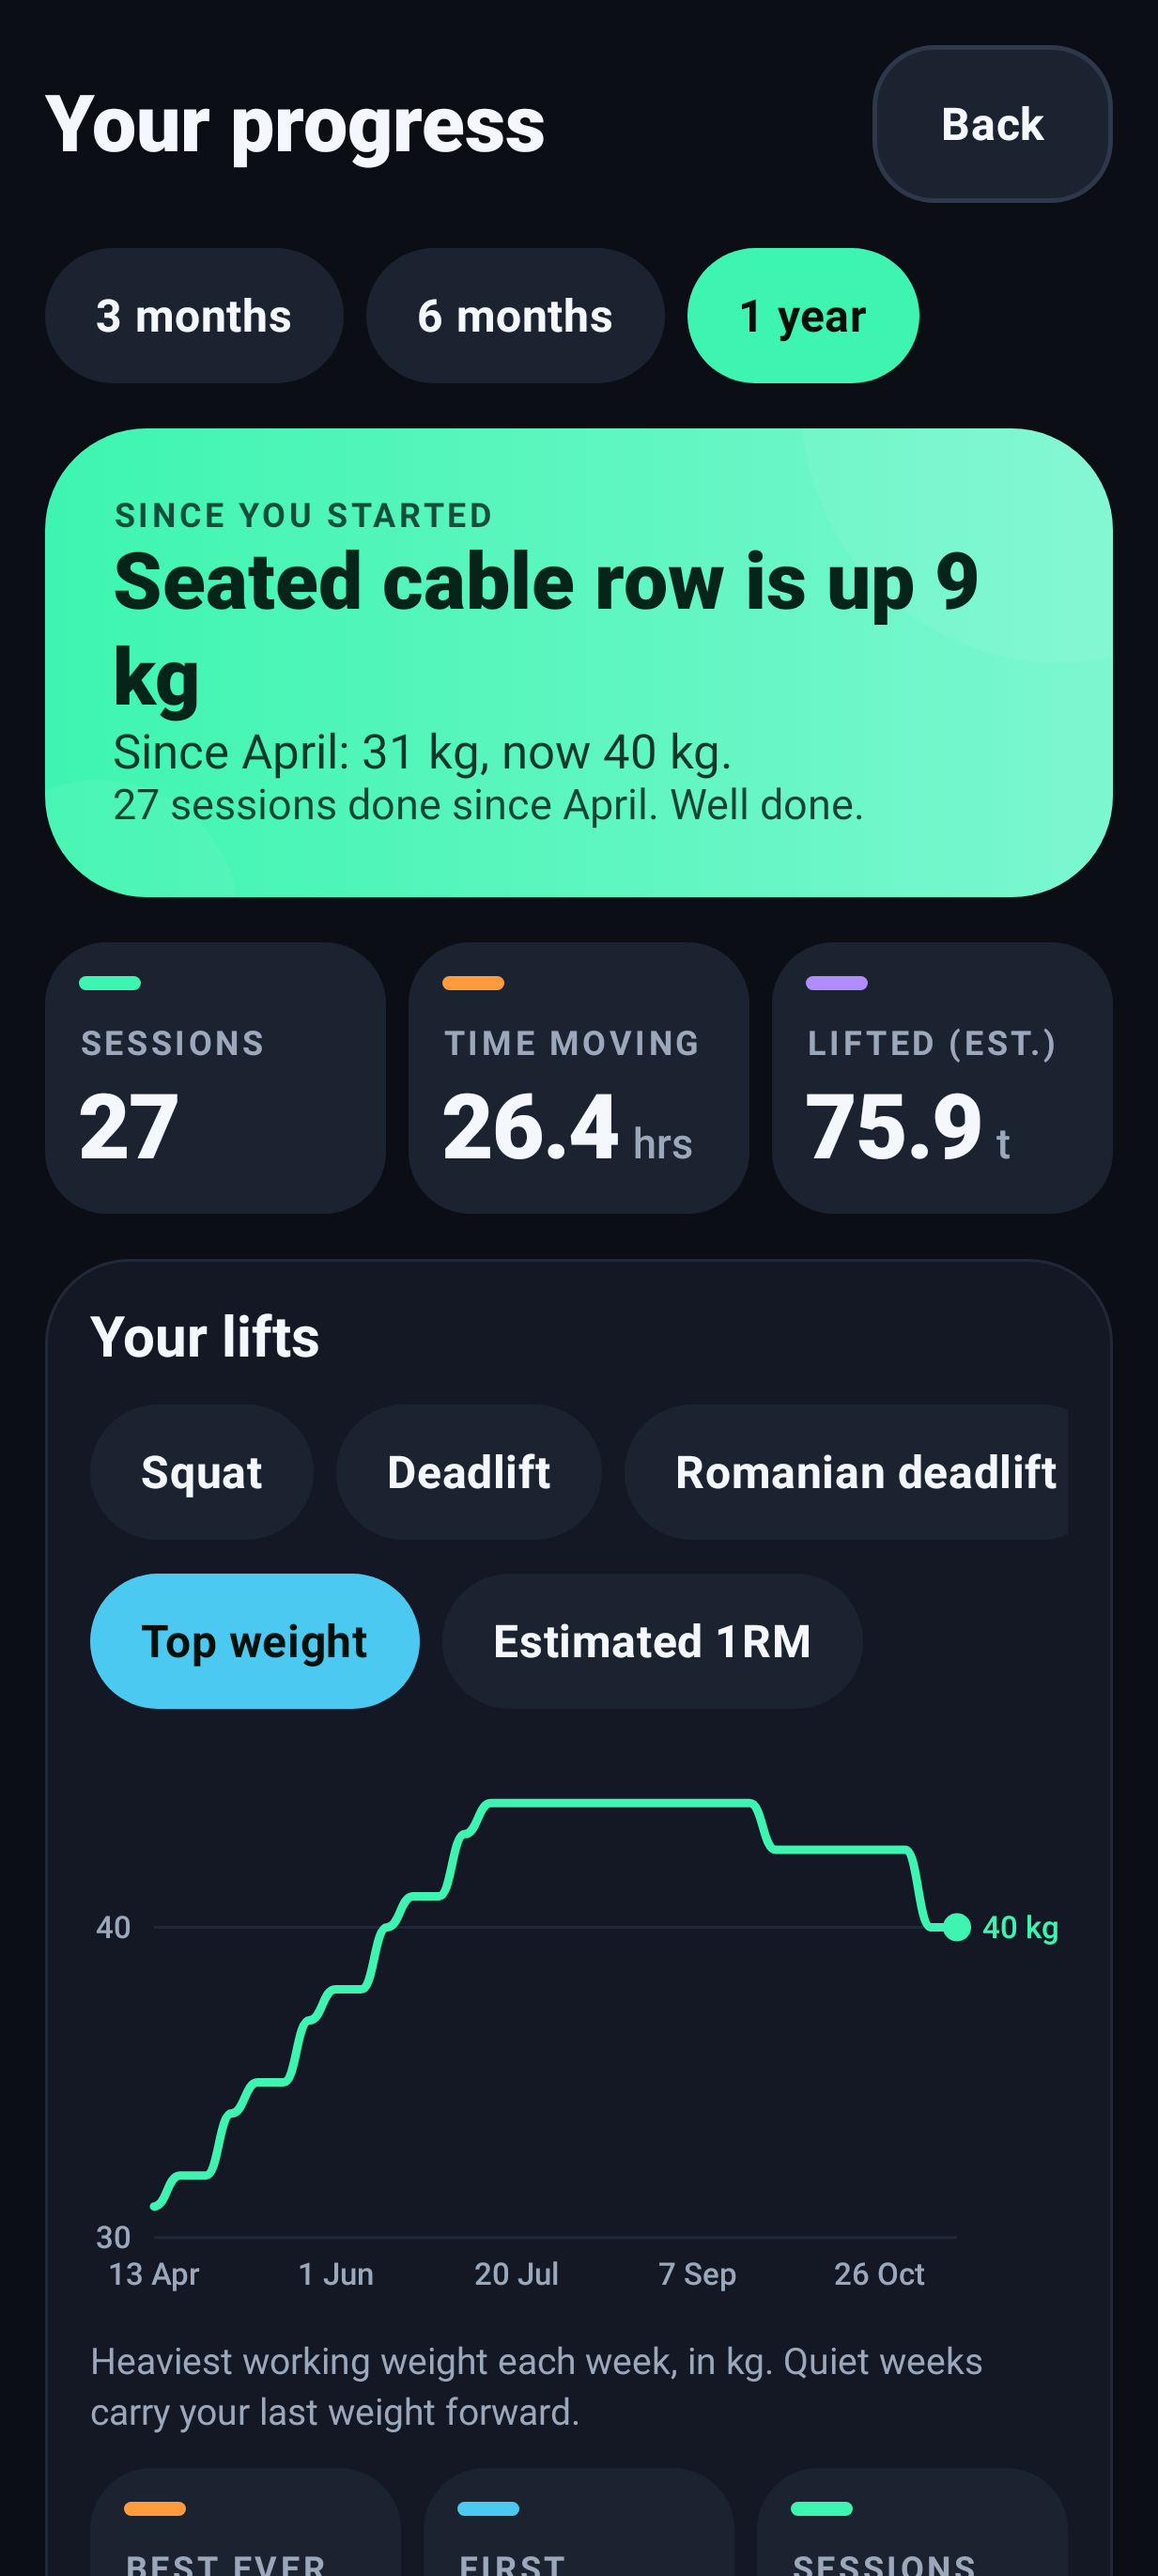 Your progress
Back
3 months
6 months
1 year
SINCE YOU STARTED
Seated cable row is up 9
kg
Since April: 31 kg, now 40 kg.
27 sessions done since April. Well done.
SESSIONS
TIME MOVING
LIFTED (EST.)
27
26.4 hrs
75.9 t
Your lifts
Squat
Deadlift
Romanian deadlift
Top weight
Estimated 1RM
40
40 kg
30
13 Apr
1 Jun
20 Jul
7 Sep
26 Oct
Heaviest working weight each week, in kg. Quiet weeks
carry your last weight forward.
BEST EVER
FIRST
SESSIONS